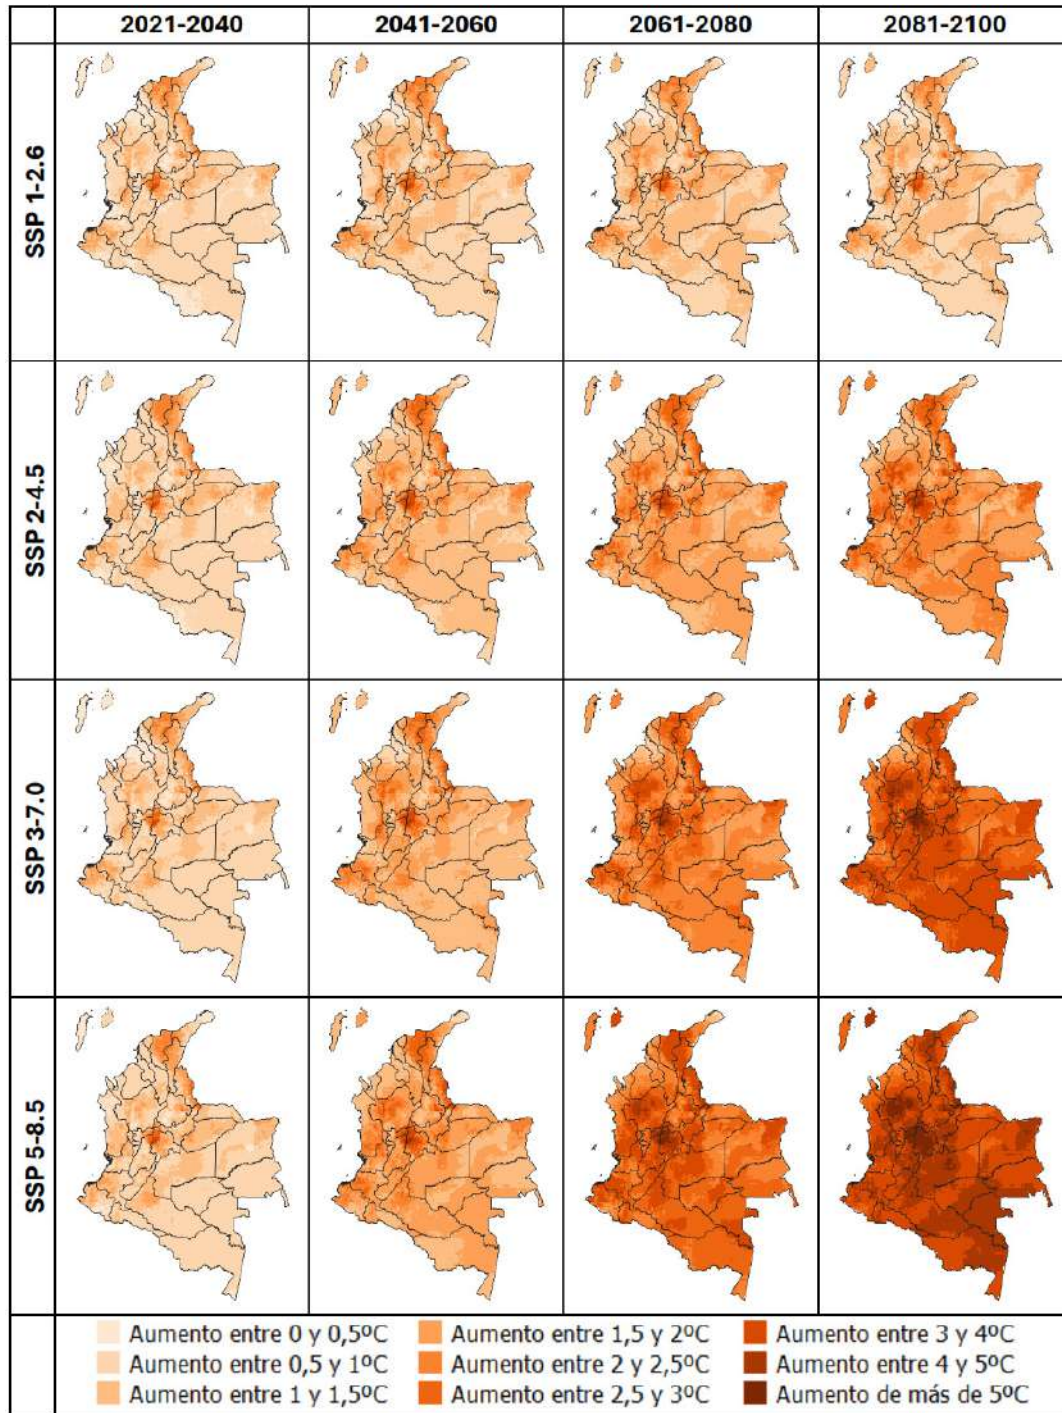 2021-2040 2041-2060 2061-2080 2081-2100
SSP 1-2.6
SSP 2-4.5
SSP 3-7.0
SSP 5-8.5
Aumento entre 0 y 0,5ºC Aumento entre 1,5 y 2ºC Aumento entre 3 y 4ºC
Aumento entre 0,5 y 1ºC Aumento entre 2 y 2,5ºC Aumento entre 4 y 5ºC
Aumento entre 1 y 1,5ºC Aumento entre 2,5 y 3ºC Aumento de más de 5ºC